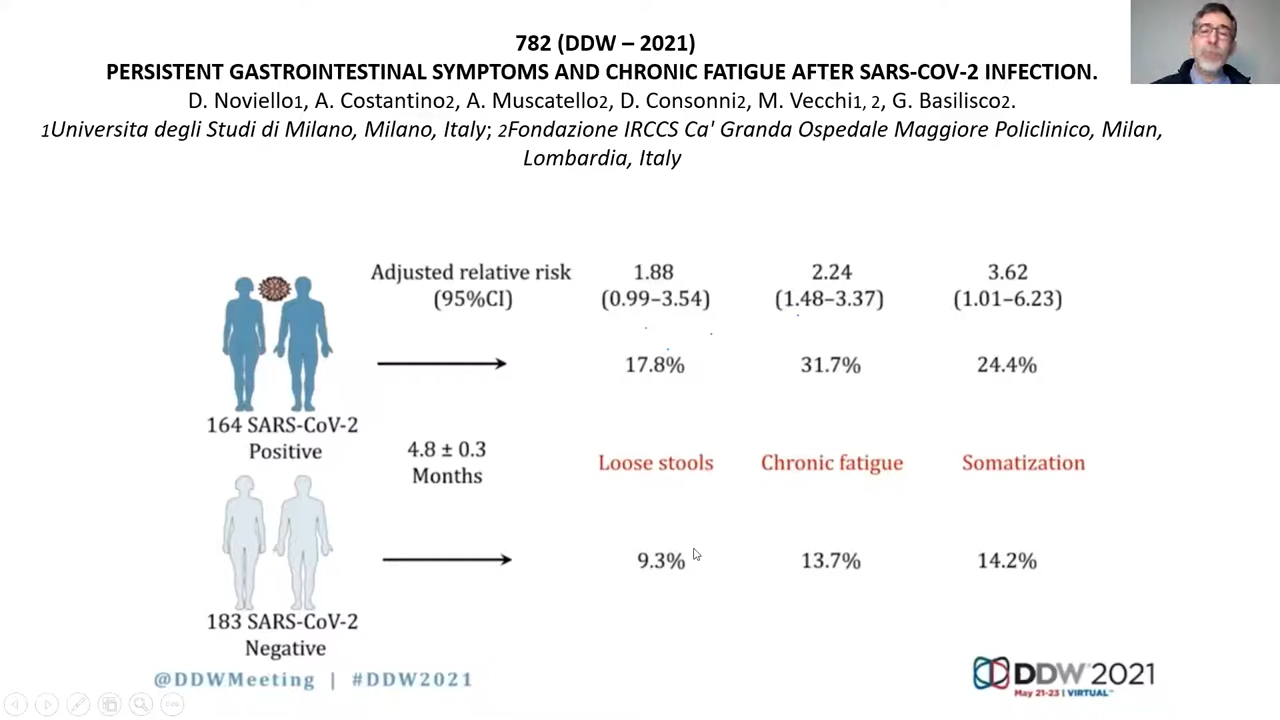 782 (DDW – 2021)
PERSISTENT GASTROINTESTINAL SYMPTOMS AND CHRONIC FATIGUE AFTER SARS-COV-2 INFECTION.
D. Noviello1, A. Costantino2, A. Muscatello2, D. Consonni2, M. Vecchi1, 2, G. Basilisco2.
1Universita degli Studi di Milano, Milano, Italy; 2Fondazione IRCCS Ca' Granda Ospedale Maggiore Policlinico, Milan,
Lombardia, Italy
Adjusted relative risk 1.88 2.24 3.62
(95%CI) (0.99–3.54) (1.48–3.37) (1.01–6.23)
17.8% 31.7% 24.4%
164 SARS-CoV-2
Positive
4.8 ± 0.3
Months
Loose stools Chronic fatigue Somatization
9.3% 13.7% 14.2%
183 SARS-CoV-2
Negative
@DDWMeeting | #DDW2021
DDW2021
May 21-23 | VIRTUAL™